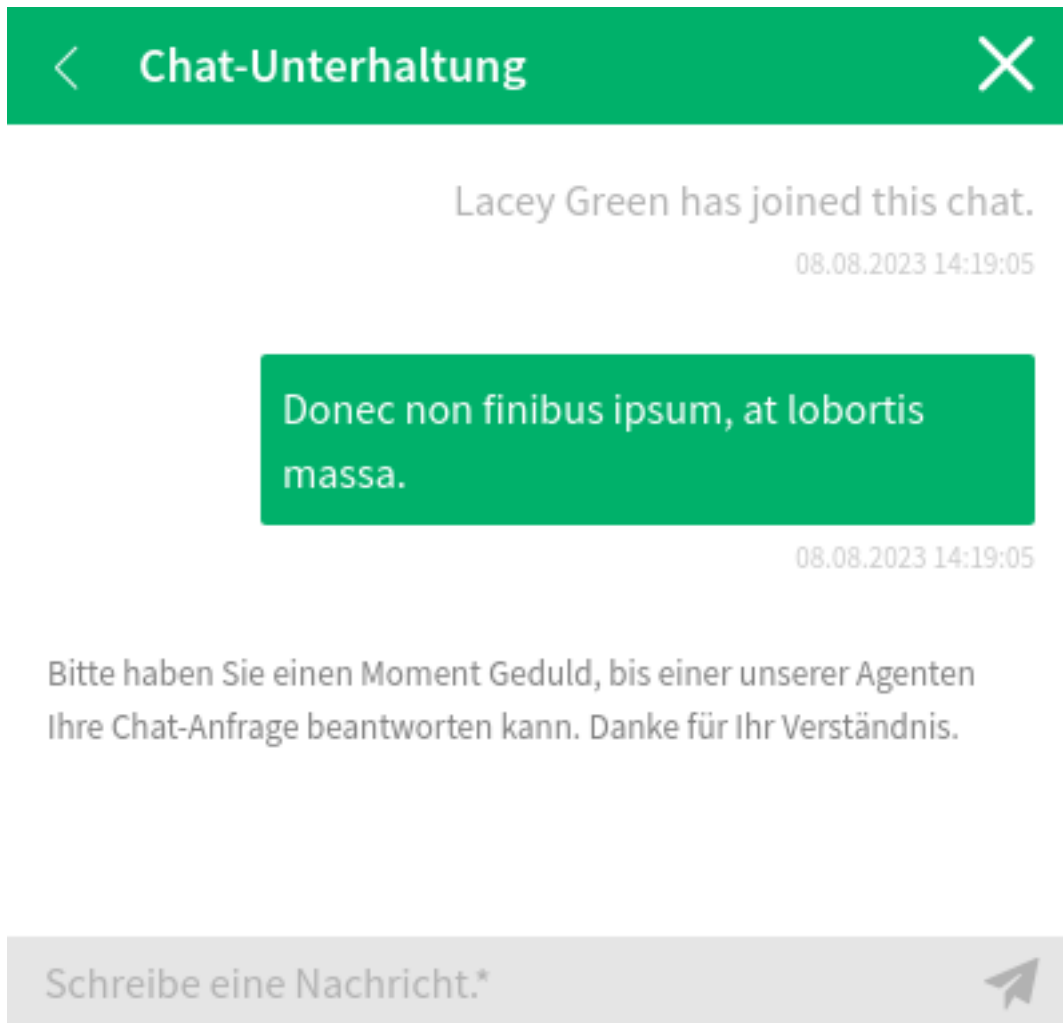 Chat-Unterhaltung
Lacey Green has joined this chat.
08.08.2023 14:19:05
Donec non finibus ipsum, at lobortis
massa.
08.08.2023 14:19:05
Bitte haben Sie einen Moment Geduld, bis einer unserer Agenten
Ihre Chat-Anfrage beantworten kann. Danke für Ihr Verständnis.
Schreibe eine Nachricht.*